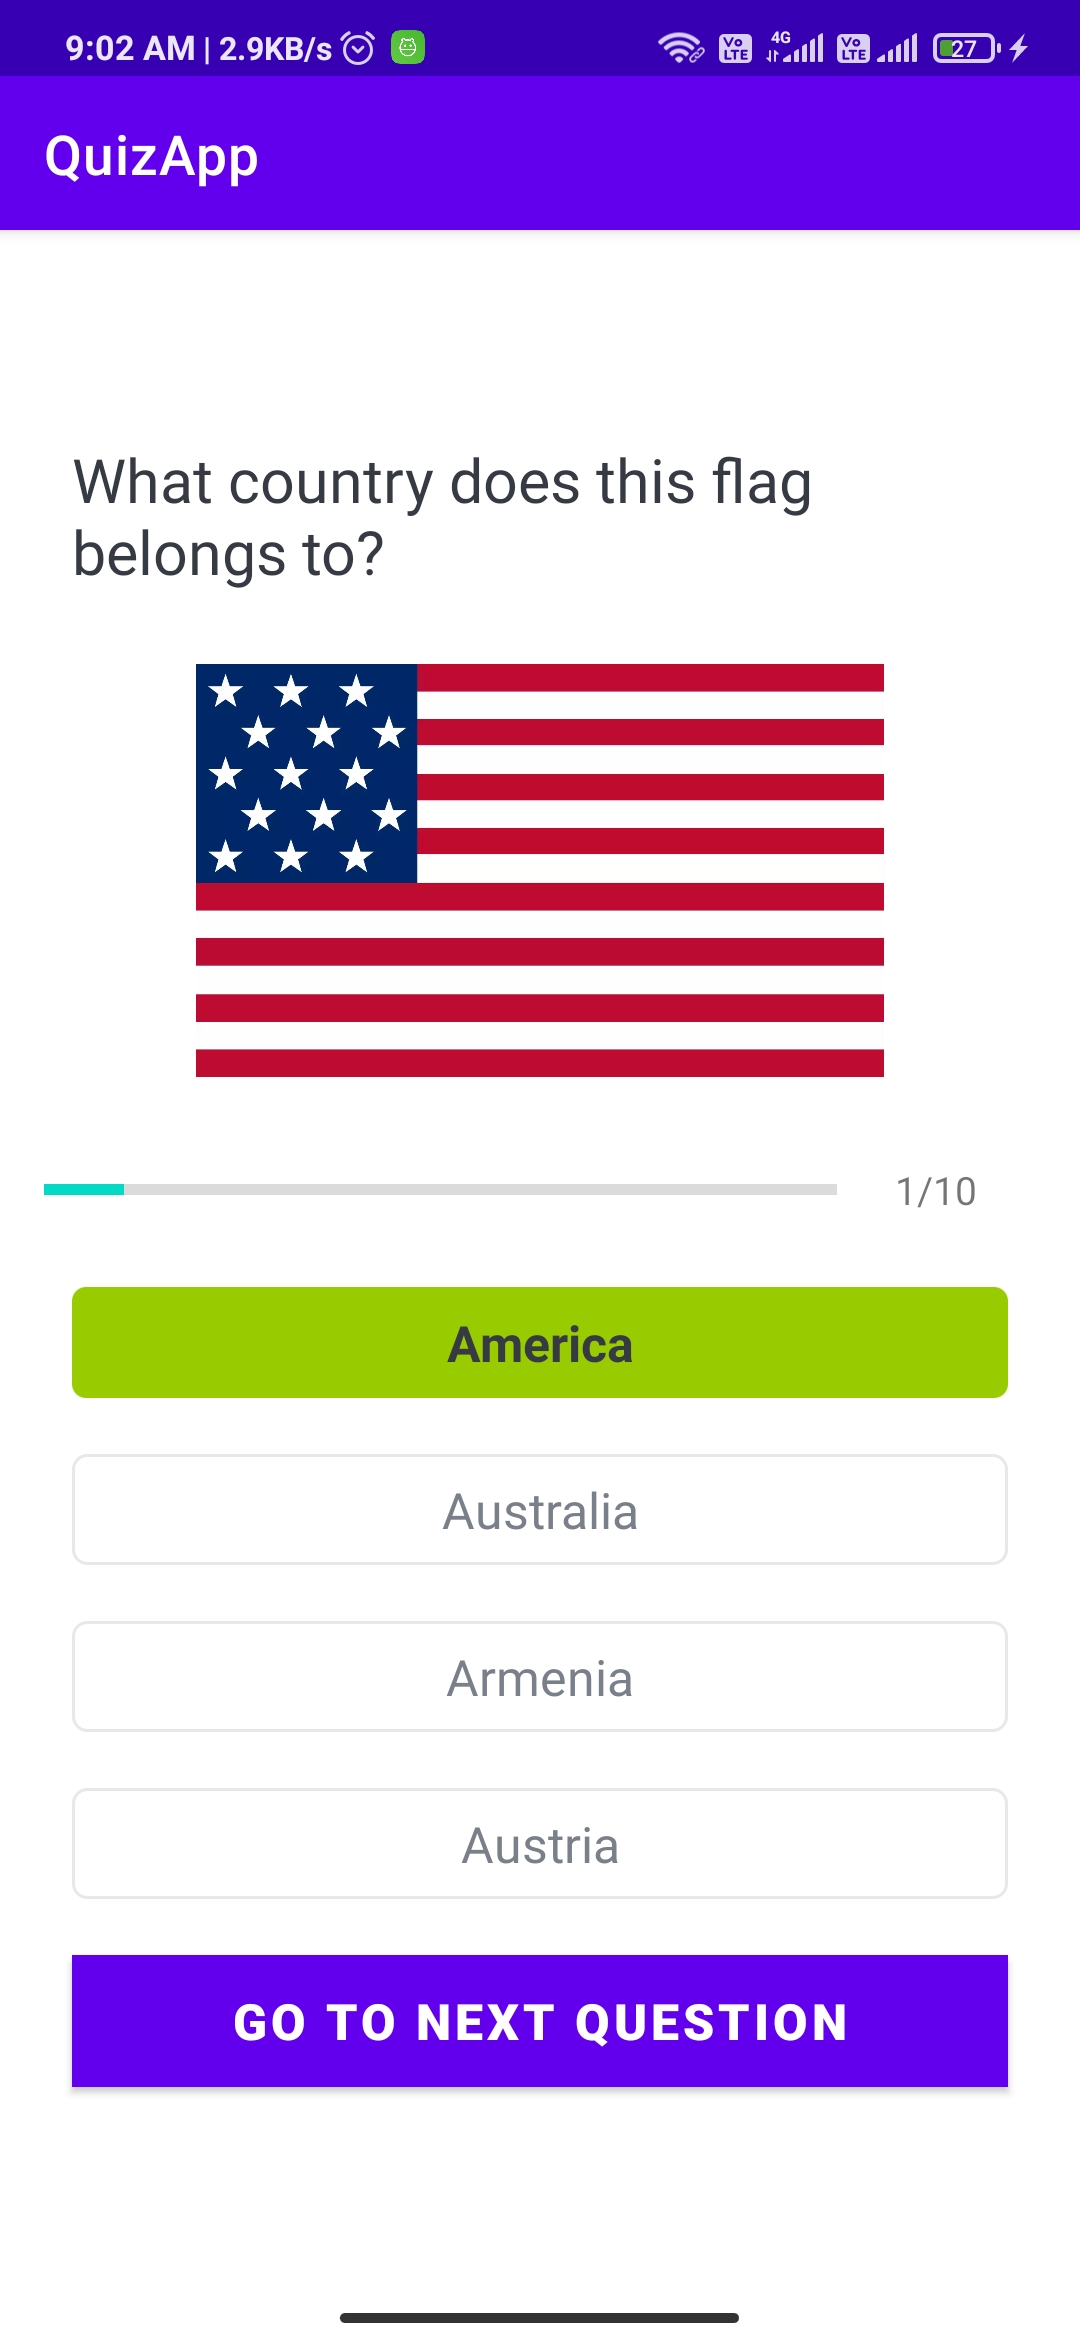 9:02 AM | 2.9KB/s Vo LTE 4G Vo LTE 27
QuizApp
What country does this flag
belongs to?
1/10
America
Australia
Armenia
Austria
GO TO NEXT QUESTION